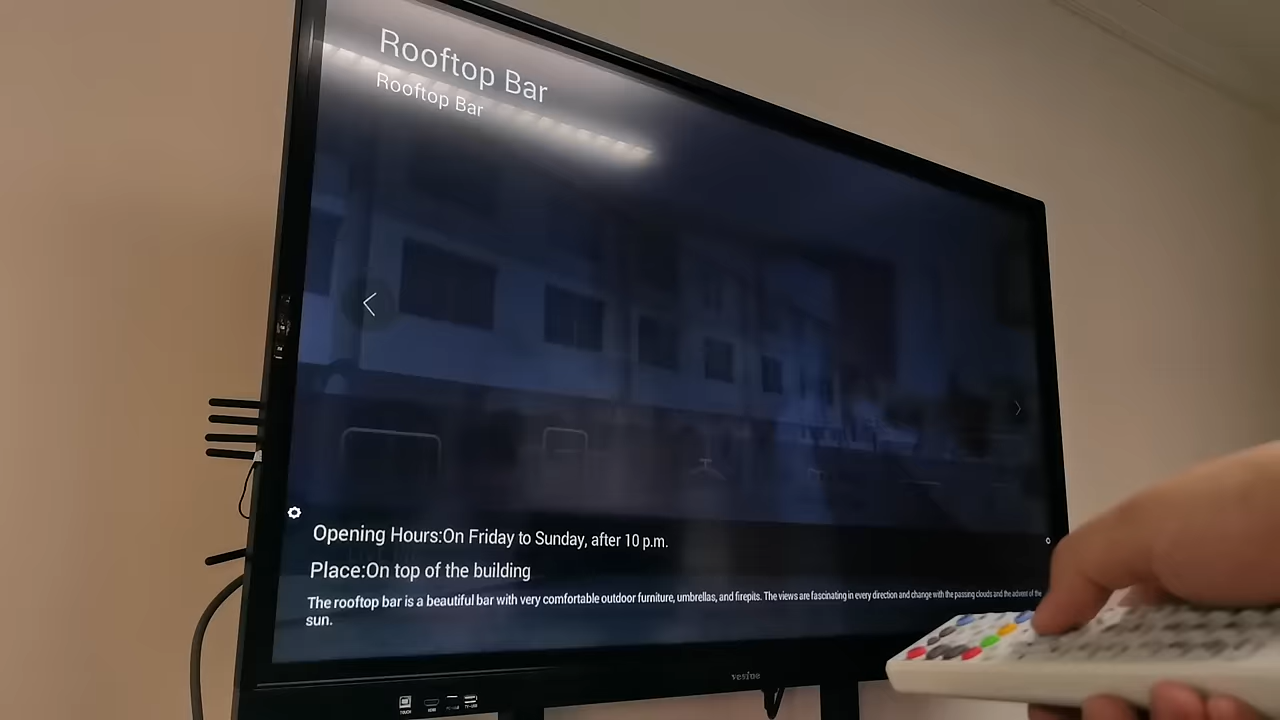 Rooftop Bar
Rooftop Bar
Opening Hours:On Friday to Sunday, after 10 p.m.
Place:On top of the building
The rooftop bar is a beautiful bar with very comfortable outdoor furniture, umbrellas, and firepits. The views are fascinating in every direction and change with the passing clouds and the advent of the
sun.
TOUCH HDMI